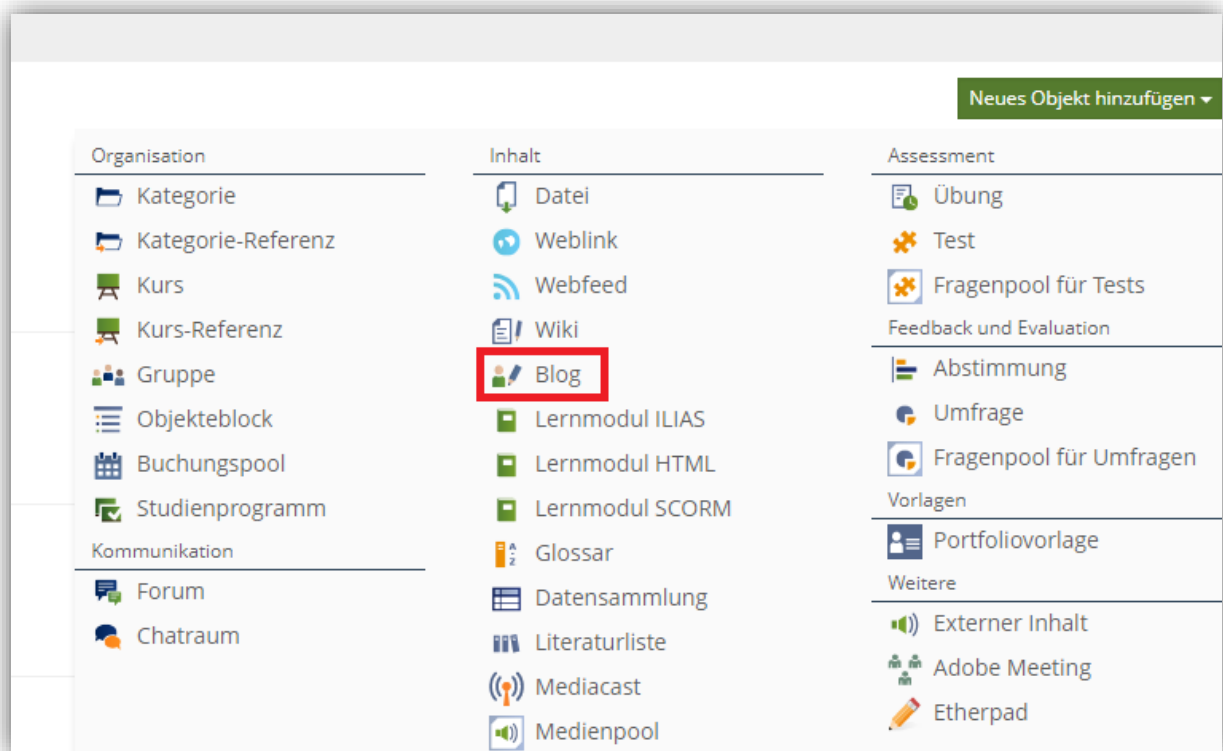 Neues Objekt hinzufügen
Organisation
Kategorie
Kategorie-Referenz
Kurs
Kurs-Referenz
Gruppe
Objekteblock
Buchungspool
Studienprogramm
Kommunikation
Forum
Chatraum
Inhalt
Datei
Weblink
Webfeed
Wiki
Blog
Lernmodul ILIAS
Lernmodul HTML
Lernmodul SCORM
Glossar
Datensammlung
Literaturliste
Mediacast
Medienpool
Assessment
Übung
Test
Fragenpool für Tests
Feedback und Evaluation
Abstimmung
Umfrage
Fragenpool für Umfragen
Vorlagen
Portfoliovorlage
Weitere
Externer Inhalt
Adobe Meeting
Etherpad